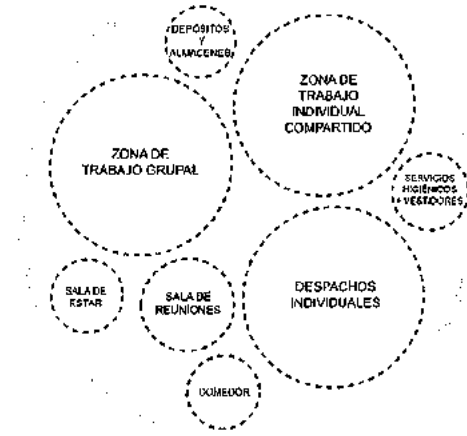 DEPÓSITOS
Y
ALMACENES
ZONA DE
TRABAJO
INDIVIDUAL
COMPARTIDO
ZONA DE
TRABAJO GRUPAL
SERVICIOS
HIGIÉNICOS
+VESTIDORES
SALA DE
ESTAR
SALA DE
REUNIONES
DESPACHOS
INDIVIDUALES
COMEDOR